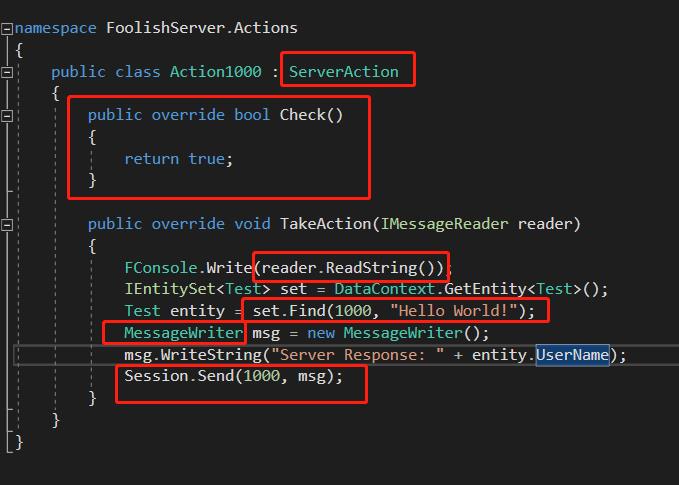 namespace FoolishServer.Actions
{
public class Action1000 : ServerAction
{
public override bool Check()
{
return true;
}
public override void TakeAction(IMessageReader reader)
{
FConsole.Write(reader.ReadString());
IEntitySet<Test> set = DataContext.GetEntity<Test>();
Test entity = set.Find(1000, "Hello World!");
MessageWriter msg = new MessageWriter();
msg.WriteString("Server Response: " + entity.UserName);
Session.Send(1000, msg);
}
}
}